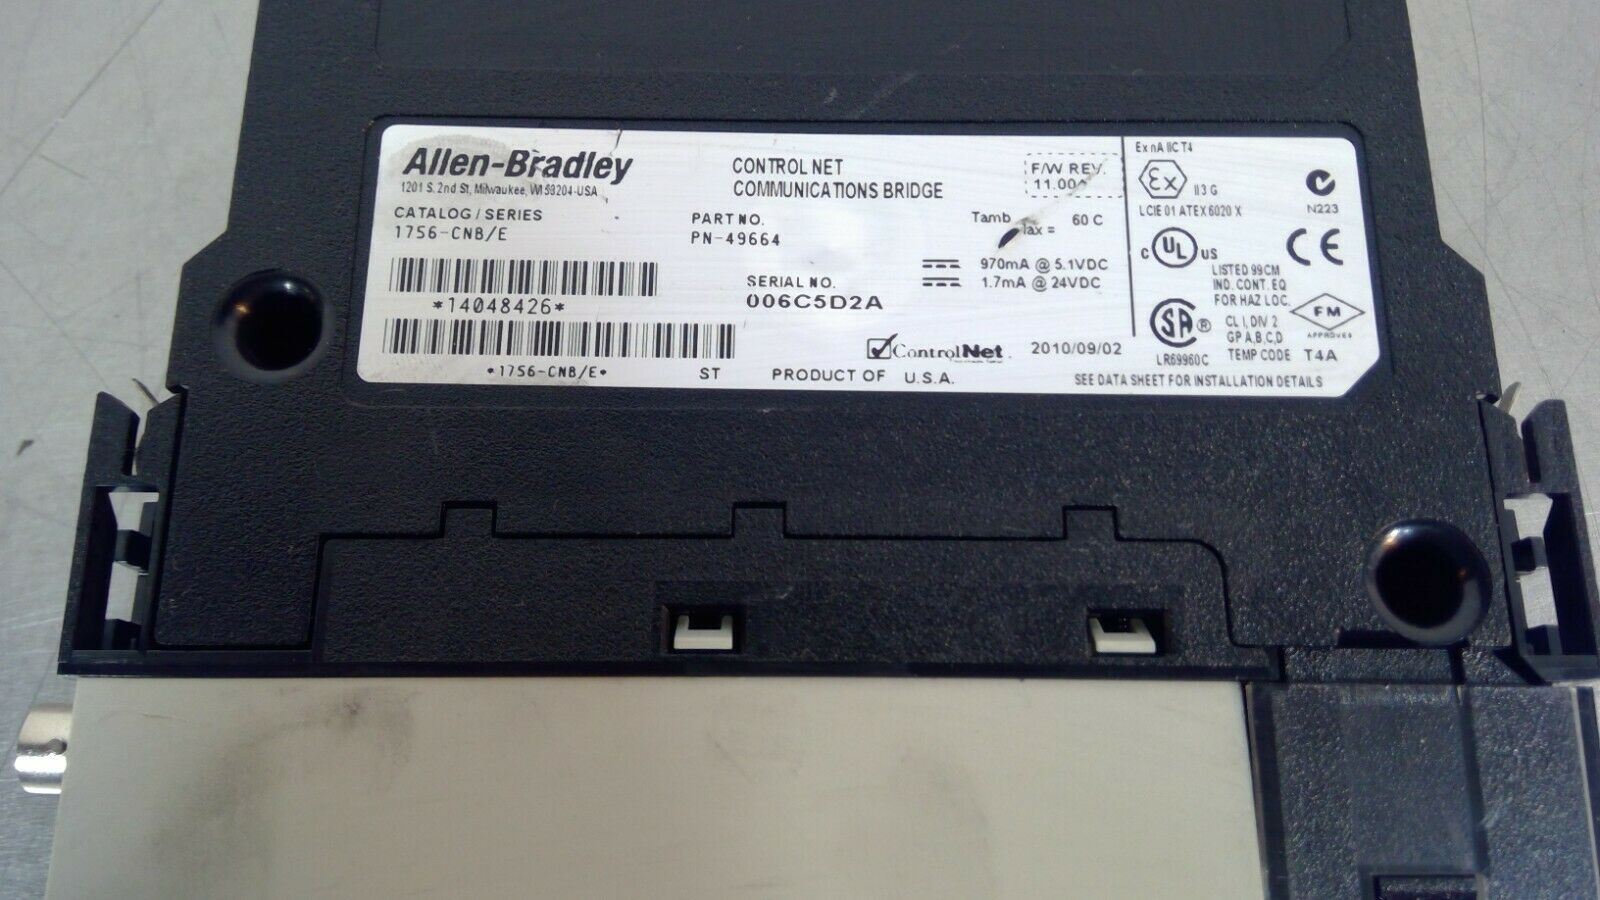 Allen-Bradley
1201 S. 2nd St, Milwaukee, WI 53204-USA
CATALOG / SERIES
1756-CNB/E
*14048426*
*1756-CNB/E*
ST
CONTROL NET
COMMUNICATIONS BRIDGE
PART NO.
PN-49664
SERIAL NO.
006C5D2A
F/W REV.
Tamb
60 C
970mA @ 5.1VDC
1.7mA @ 24VDC
ControlNet
2010/09/02
PRODUCT OF U.S.A.
Ex nA IIC T4
Ex
II 3 G
LCIE 01 ATEX 6020 X
N223
C UL US
CE
LISTED 99CM
IND. CONT. EQ
FOR HAZ LOC.
SA ®
CL I, DIV 2
GP A,B,C,D
FM
APPROVED
LR69960C
TEMP CODE T4A
SEE DATA SHEET FOR INSTALLATION DETAILS